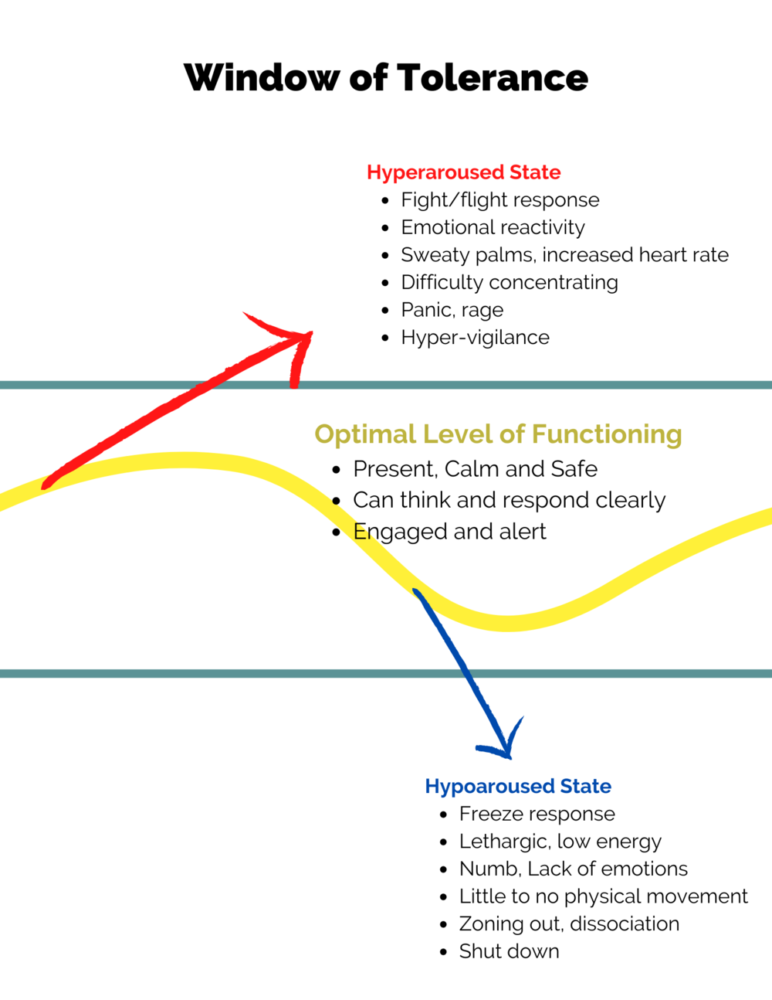 Window of Tolerance
Hyperaroused State
• Fight/flight response
• Emotional reactivity
• Sweaty palms, increased heart rate
• Difficulty concentrating
• Panic, rage
• Hyper-vigilance
Optimal Level of Functioning
• Present, Calm and Safe
• Can think and respond clearly
• Engaged and alert
Hypoaroused State
• Freeze response
• Lethargic, low energy
• Numb, Lack of emotions
• Little to no physical movement
• Zoning out, dissociation
• Shut down